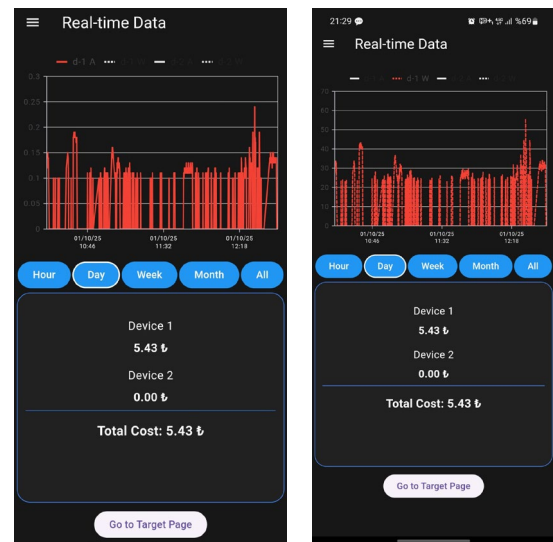 Real-time Data
d-1 A
0.3
0.25
0.2
0.15
0.1
0.05
0
01/10/25
10:46
01/10/25
11:32
01/10/25
12:18
Hour Day Week Month All
Device 1
5.43 ₺
Device 2
0.00 ₺
Total Cost: 5.43 ₺
Go to Target Page
21:29 %69
Real-time Data
d-1 W
70
60
50
40
30
20
10
0
01/10/25
10:46
01/10/25
11:32
01/10/25
12:18
Hour Day Week Month All
Device 1
5.43 ₺
Device 2
0.00 ₺
Total Cost: 5.43 ₺
Go to Target Page